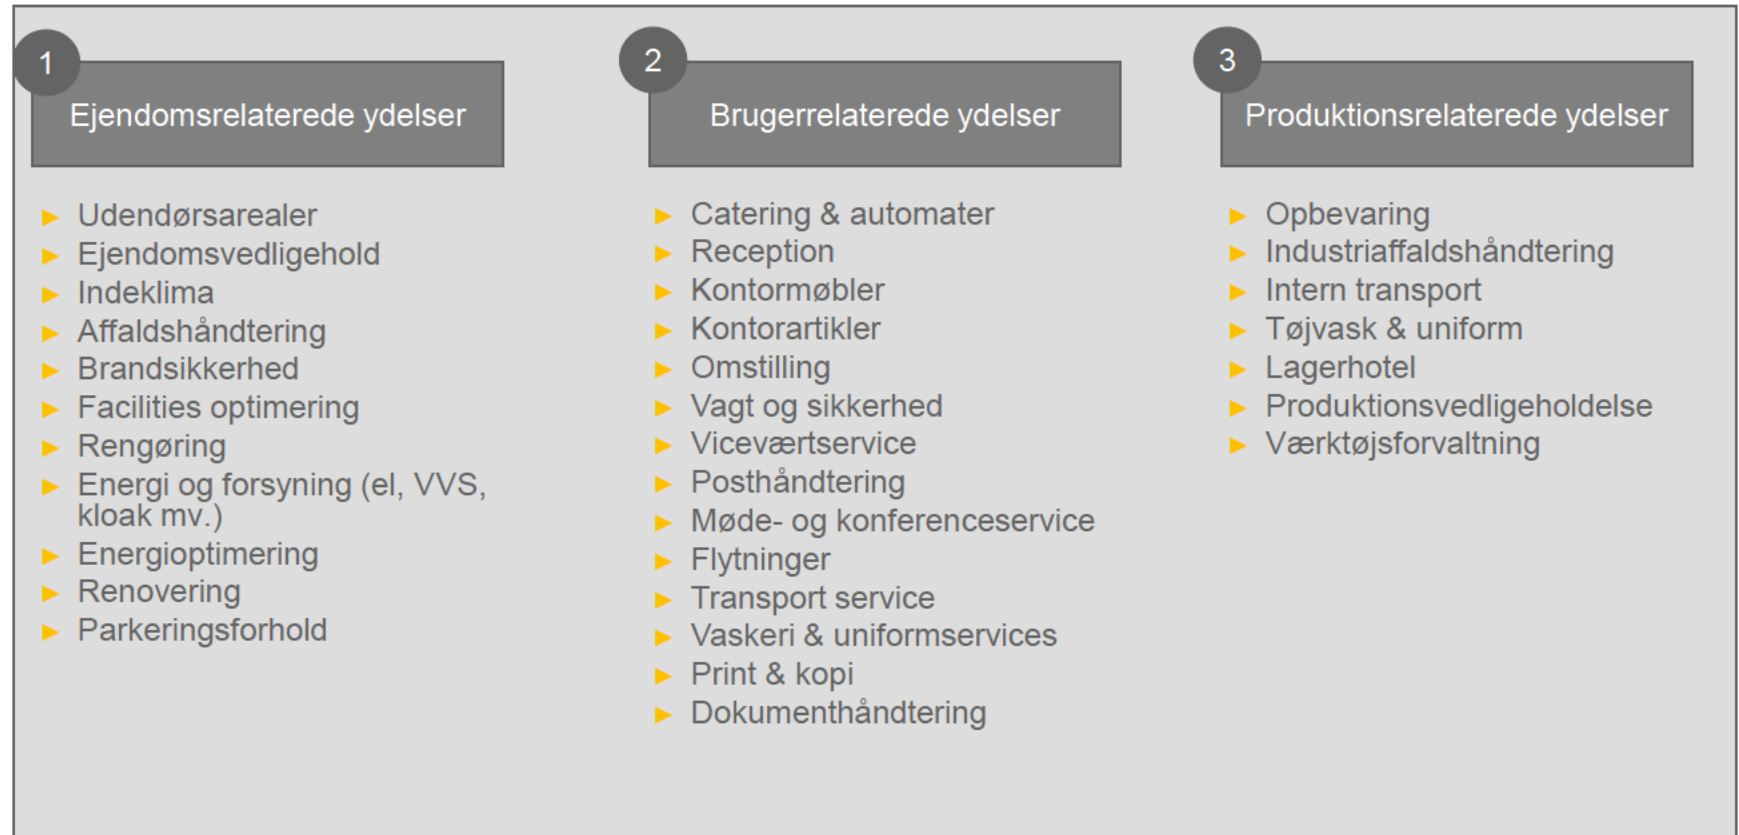 1
Ejendomsrelaterede ydelser
Udendørsarealer
Ejendomsvedligehold
Indeklima
Affaldshåndtering
Brandsikkerhed
Facilities optimering
Rengøring
Energi og forsyning (el, VVS,
kloak mv.)
Energioptimering
Renovering
Parkeringsforhold
2
Brugerrelaterede ydelser
Catering & automater
Reception
Kontormøbler
Kontorartikler
Omstilling
Vagt og sikkerhed
Viceværtservice
Posthåndtering
Møde- og konferenceservice
Flytninger
Transport service
Vaskeri & uniformservices
Print & kopi
Dokumenthåndtering
3
Produktionsrelaterede ydelser
Opbevaring
Industriaffaldshåndtering
Intern transport
Tøjvask & uniform
Lagerhotel
Produktionsvedligeholdelse
Værktøjsforvaltning